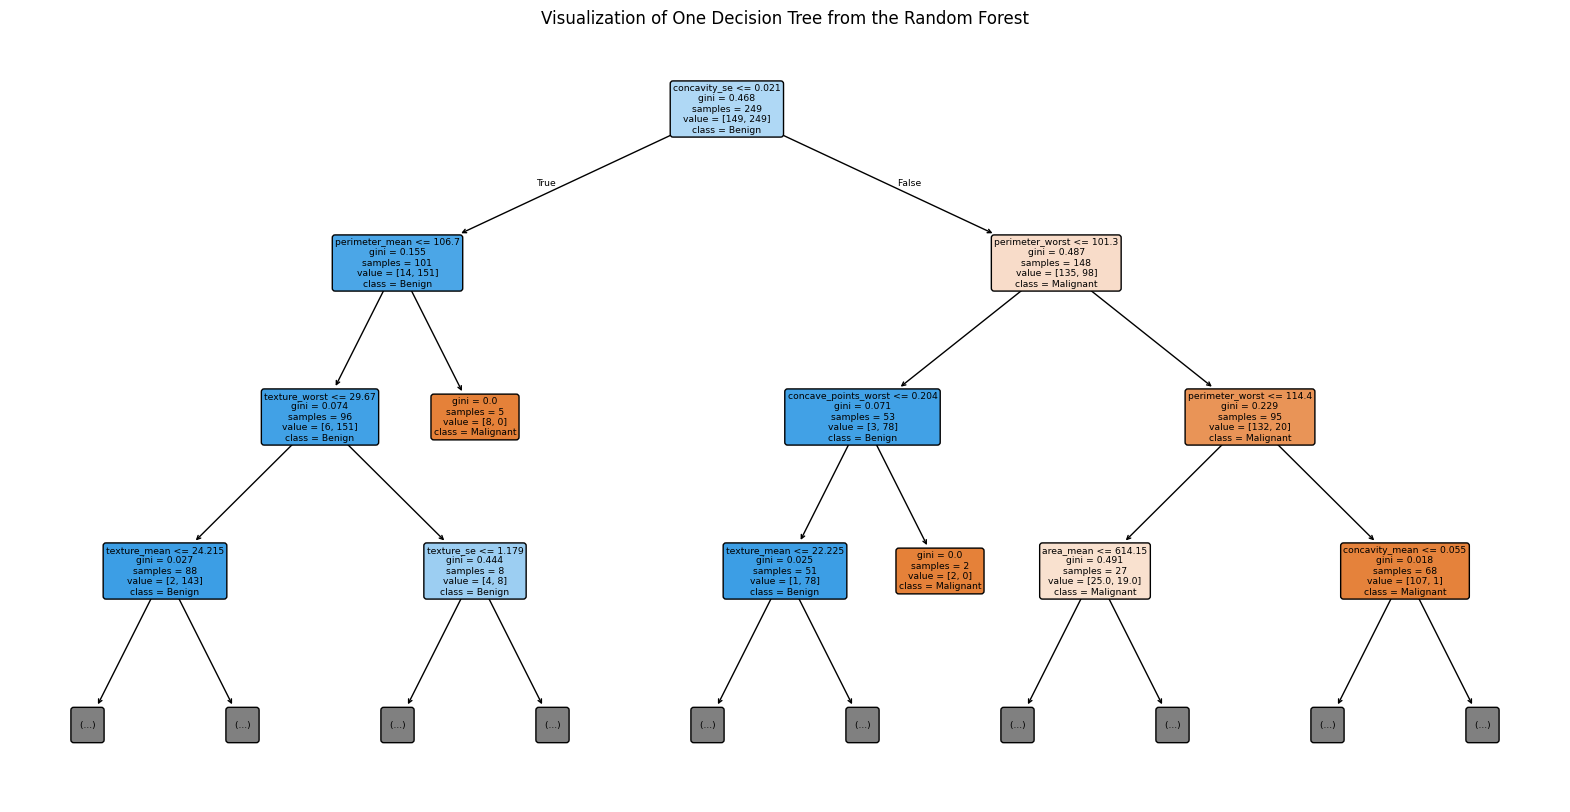 Visualization of One Decision Tree from the Random Forest
concavity_se <= 0.021
gini = 0.468
samples = 249
value = [149, 249]
class = Benign
True
False
perimeter_mean <= 106.7
gini = 0.155
samples = 101
value = [14, 151]
class = Benign
perimeter_worst <= 101.3
gini = 0.487
samples = 148
value = [135, 98]
class = Malignant
texture_worst <= 29.67
gini = 0.074
samples = 96
value = [6, 151]
class = Benign
gini = 0.0
samples = 5
value = [8, 0]
class = Malignant
concave_points_worst <= 0.204
gini = 0.071
samples = 53
value = [3, 78]
class = Benign
perimeter_worst <= 114.4
gini = 0.229
samples = 95
value = [132, 20]
class = Malignant
texture_mean <= 24.215
gini = 0.027
samples = 88
value = [2, 143]
class = Benign
texture_se <= 1.179
gini = 0.444
samples = 8
value = [4, 8]
class = Benign
texture_mean <= 22.225
gini = 0.025
samples = 51
value = [1, 78]
class = Benign
gini = 0.0
samples = 2
value = [2, 0]
class = Malignant
area_mean <= 614.15
gini = 0.491
samples = 27
value = [25.0, 19.0]
class = Malignant
concavity_mean <= 0.055
gini = 0.018
samples = 68
value = [107, 1]
class = Malignant
(...)
(...)
(...)
(...)
(...)
(...)
(...)
(...)
(...)
(...)